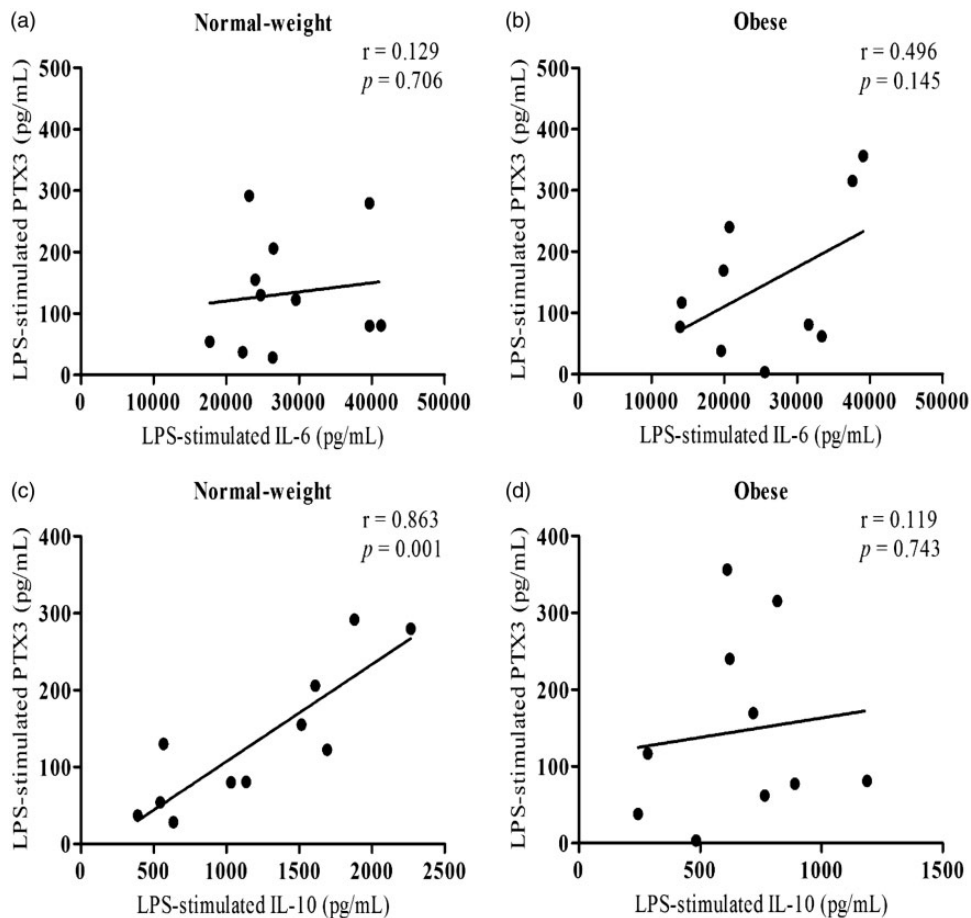 (a)
Normal-weight
r = 0.129
p = 0.706
LPS-stimulated PTX3 (pg/mL)
500
400
300
200
100
0
0 10000 20000 30000 40000 50000
LPS-stimulated IL-6 (pg/mL)
(b)
Obese
r = 0.496
p = 0.145
LPS-stimulated PTX3 (pg/mL)
500
400
300
200
100
0
0 10000 20000 30000 40000 50000
LPS-stimulated IL-6 (pg/mL)
(c)
Normal-weight
r = 0.863
p = 0.001
LPS-stimulated PTX3 (pg/mL)
400
300
200
100
0
0 500 1000 1500 2000 2500
LPS-stimulated IL-10 (pg/mL)
(d)
Obese
r = 0.119
p = 0.743
LPS-stimulated PTX3 (pg/mL)
400
300
200
100
0
0 500 1000 1500
LPS-stimulated IL-10 (pg/mL)